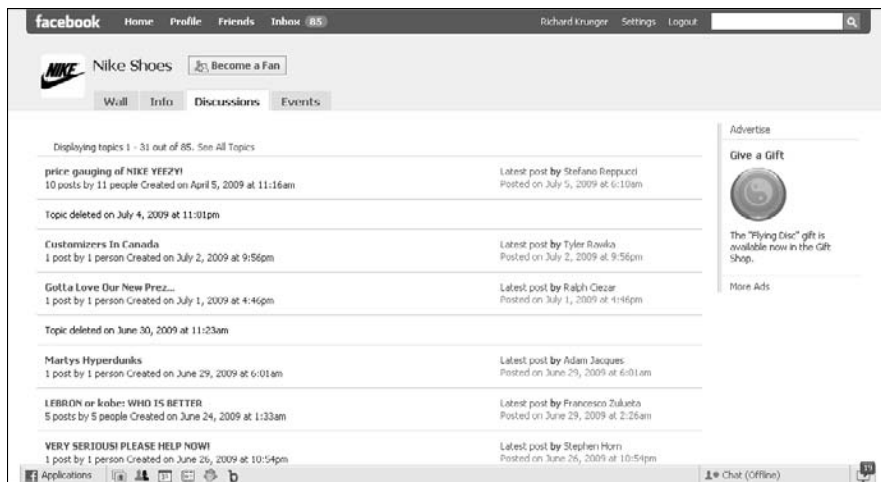 facebook Home Profile Friends Inbox 85 Richard Krueger Settings Logout
NIKE
Nike Shoes Become a Fan
Wall Info Discussions Events
Displaying topics 1 - 31 out of 85. See All Topics
price gauging of NIKE YEEZY!
10 posts by 11 people Created on April 5, 2009 at 11:16am
Latest post by Stefano Reppucci
Posted on July 5, 2009 at 6:10am
Topic deleted on July 4, 2009 at 11:01pm
Customizers In Canada
1 post by 1 person Created on July 2, 2009 at 9:56pm
Latest post by Tyler Rawka
Posted on July 2, 2009 at 9:56pm
Gotta Love Our New Prez...
1 post by 1 person Created on July 1, 2009 at 4:46pm
Latest post by Ralph Ciezar
Posted on July 1, 2009 at 4:46pm
Topic deleted on June 30, 2009 at 11:23am
Martys Hyperdunks
1 post by 1 person Created on June 29, 2009 at 6:01am
Latest post by Adam Jacques
Posted on June 29, 2009 at 6:01am
LEBRON or kobe: WHO IS BETTER
5 posts by 5 people Created on June 24, 2009 at 1:33am
Latest post by Francesco Zulueta
Posted on June 29, 2009 at 2:26am
VERY SERIOUS! PLEASE HELP NOW!
1 post by 1 person Created on June 26, 2009 at 10:54pm
Latest post by Stephen Horn
Posted on June 26, 2009 at 10:54pm
Advertise
Give a Gift
The "Flying Disc" gift is
available now in the Gift
Shop.
More Ads
Applications
Chat (Offline)
19